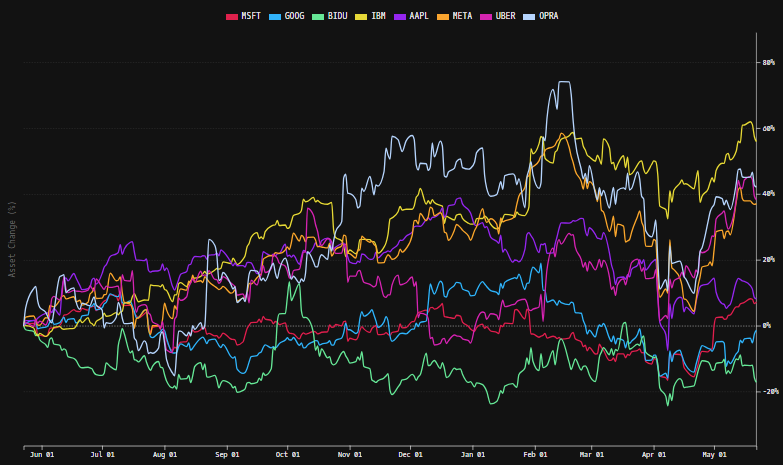 MSFT GOOG BIDU IBM AAPL META UBER OPRA
80%
60%
40%
20%
0%
-20%
Asset Change (%)
Jun 01 Jul 01 Aug 01 Sep 01 Oct 01 Nov 01 Dec 01 Jan 01 Feb 01 Mar 01 Apr 01 May 01